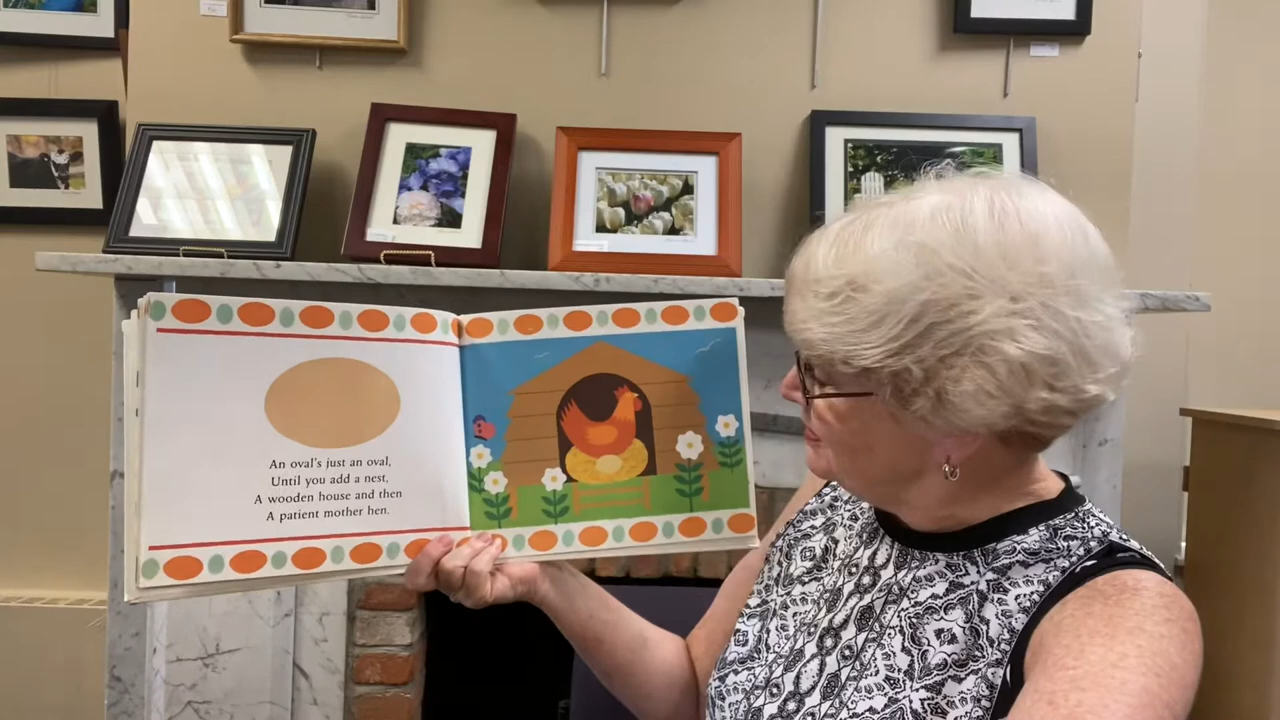 An oval's just an oval,
Until you add a nest,
A wooden house and then
A patient mother hen.